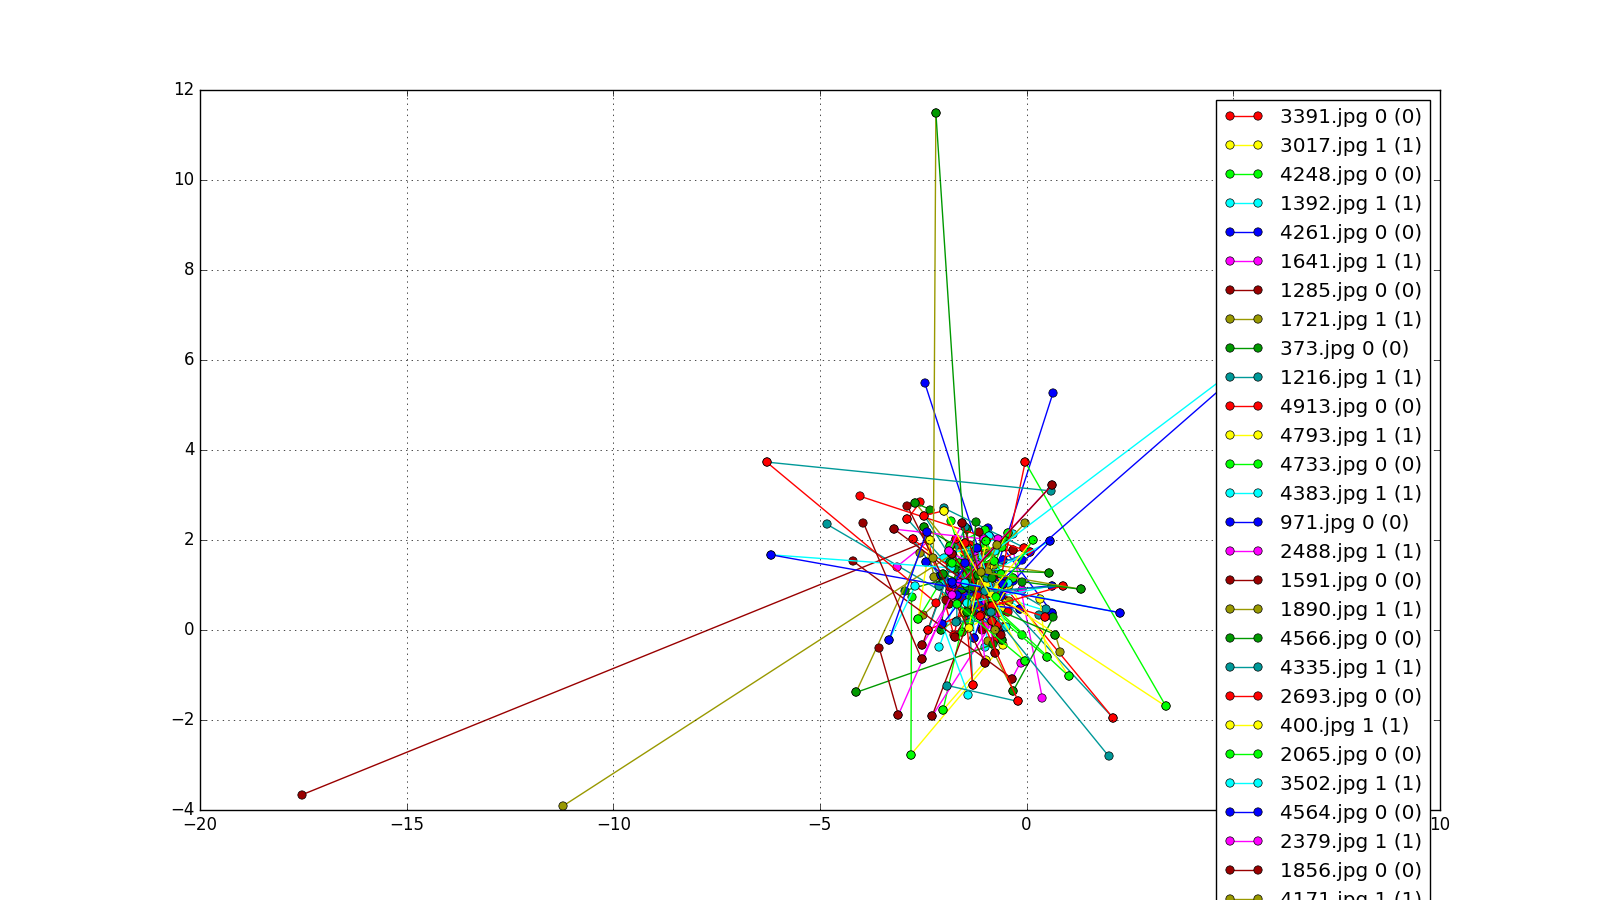 12
10
8
6
4
2
0
−2
−4
−20
−15
−10
−5
0
10
3391.jpg 0 (0)
3017.jpg 1 (1)
4248.jpg 0 (0)
1392.jpg 1 (1)
4261.jpg 0 (0)
1641.jpg 1 (1)
1285.jpg 0 (0)
1721.jpg 1 (1)
373.jpg 0 (0)
1216.jpg 1 (1)
4913.jpg 0 (0)
4793.jpg 1 (1)
4733.jpg 0 (0)
4383.jpg 1 (1)
971.jpg 0 (0)
2488.jpg 1 (1)
1591.jpg 0 (0)
1890.jpg 1 (1)
4566.jpg 0 (0)
4335.jpg 1 (1)
2693.jpg 0 (0)
400.jpg 1 (1)
2065.jpg 0 (0)
3502.jpg 1 (1)
4564.jpg 0 (0)
2379.jpg 1 (1)
1856.jpg 0 (0)
4171.jpg 1 (1)